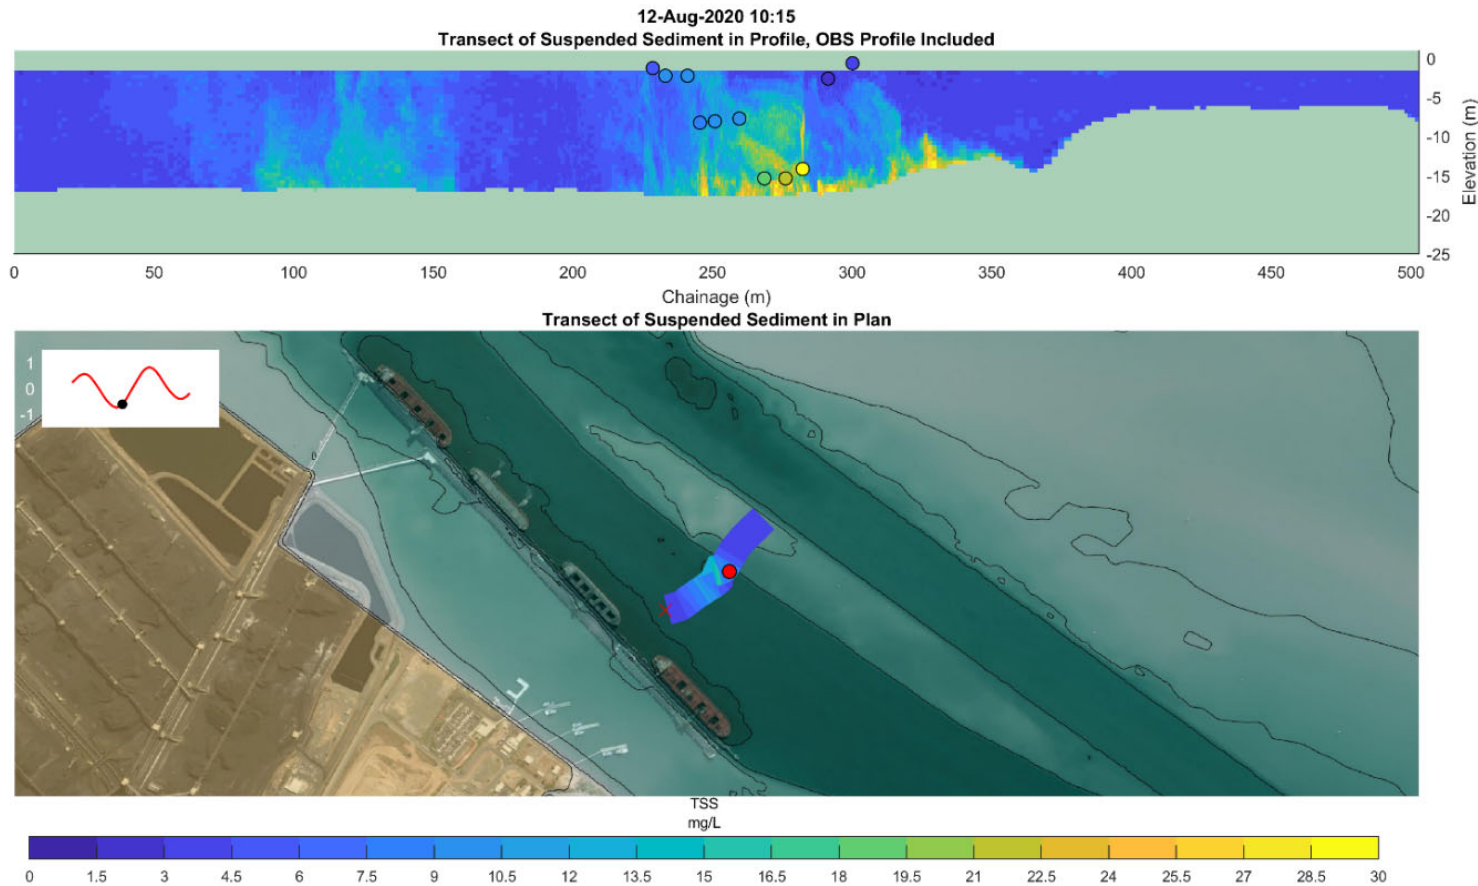 12-Aug-2020 10:15
Transect of Suspended Sediment in Profile, OBS Profile Included
0
-5
-10
-15
-20
-25
Elevation (m)
0 50 100 150 200 250 300 350 400 450 500
Chainage (m)
Transect of Suspended Sediment in Plan
1
0
-1
TSS
mg/L
0 1.5 3 4.5 6 7.5 9 10.5 12 13.5 15 16.5 18 19.5 21 22.5 24 25.5 27 28.5 30